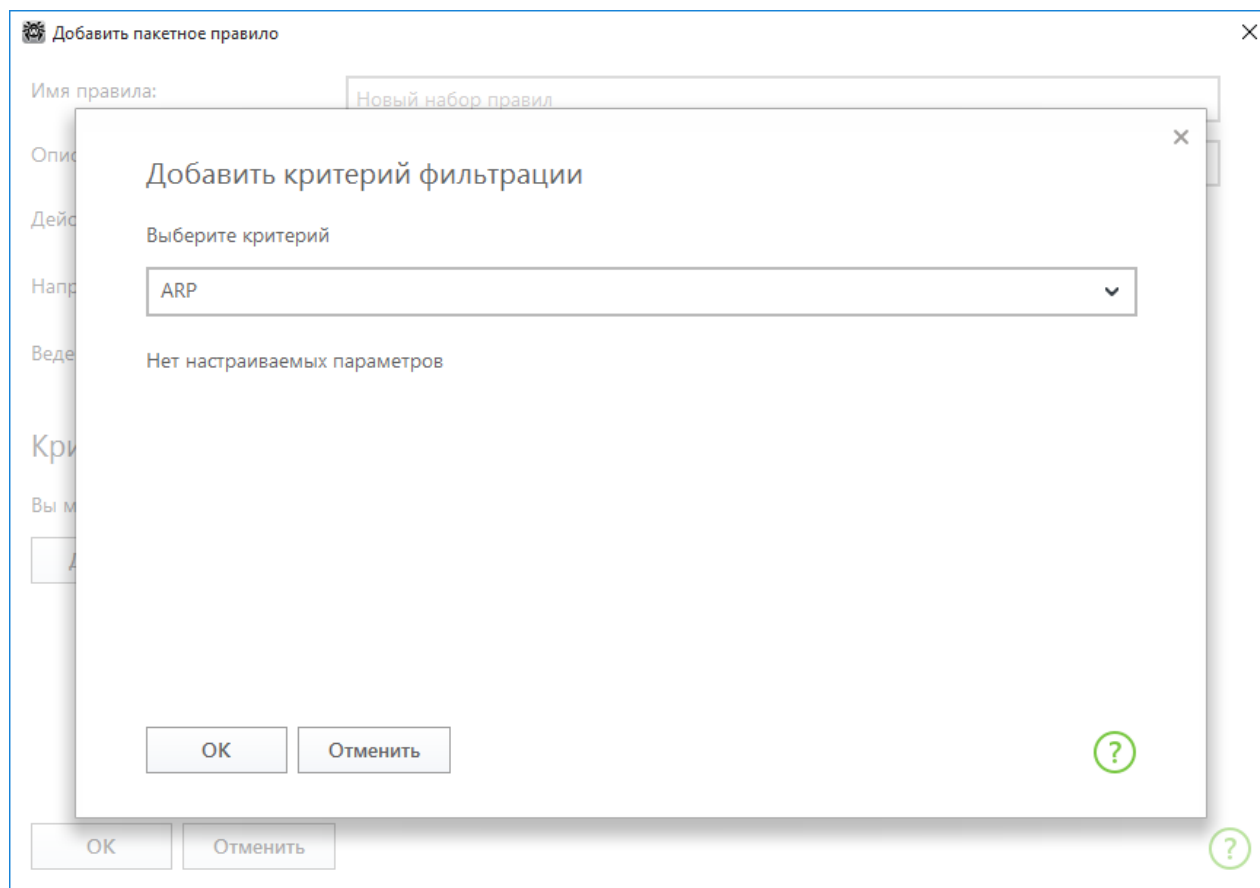 Добавить пакетное правило
Имя правила:
Новый набор правил
Добавить критерий фильтрации
Выберите критерий
ARP
Нет настраиваемых параметров
OK
Отменить
?
Вы
OK
Отменить
?